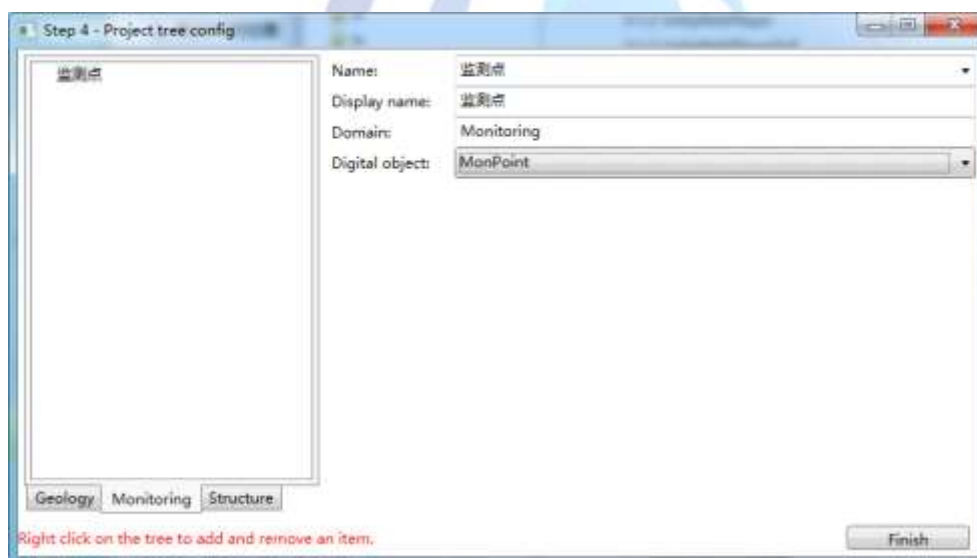 Step 4 - Project tree config
监测点
Name: 监测点
Display name: 监测点
Domain: Monitoring
Digital object: MonPoint
Geology Monitoring Structure
Right click on the tree to add and remove an item.
Finish